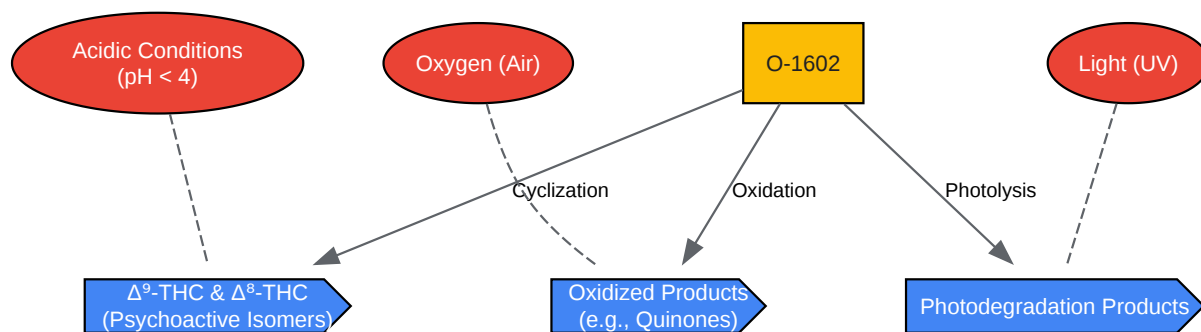 Acidic Conditions
(pH < 4)
Oxygen (Air)
O-1602
Light (UV)
Cyclization
Oxidation
Photolysis
Δ⁹-THC & Δ⁸-THC
(Psychoactive Isomers)
Oxidized Products
(e.g., Quinones)
Photodegradation Products